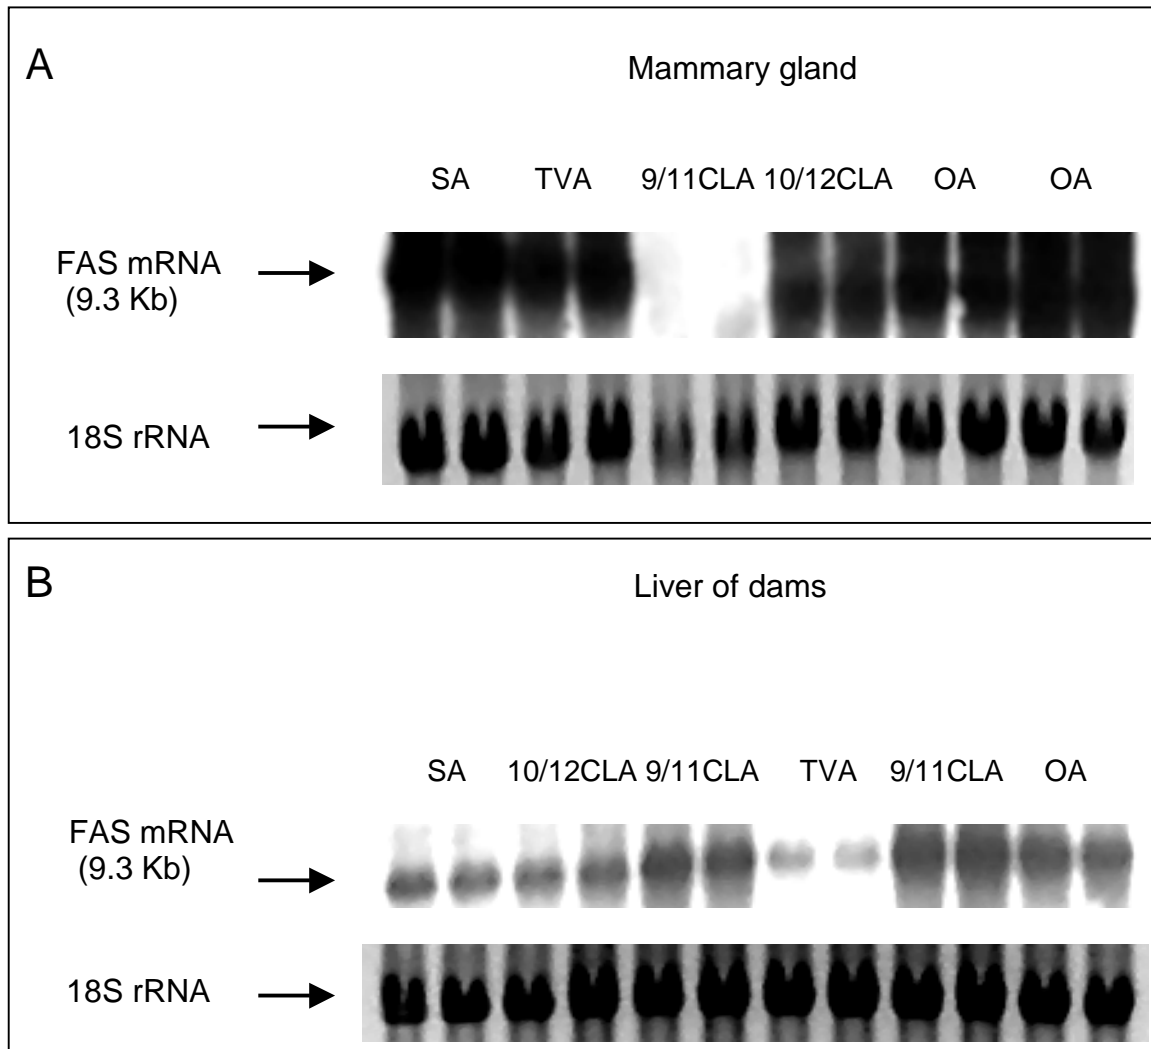 A
Mammary gland
SA TVA 9/11CLA 10/12CLA OA OA
FAS mRNA
(9.3 Kb)
18S rRNA
B
Liver of dams
SA 10/12CLA 9/11CLA TVA 9/11CLA OA
FAS mRNA
(9.3 Kb)
18S rRNA